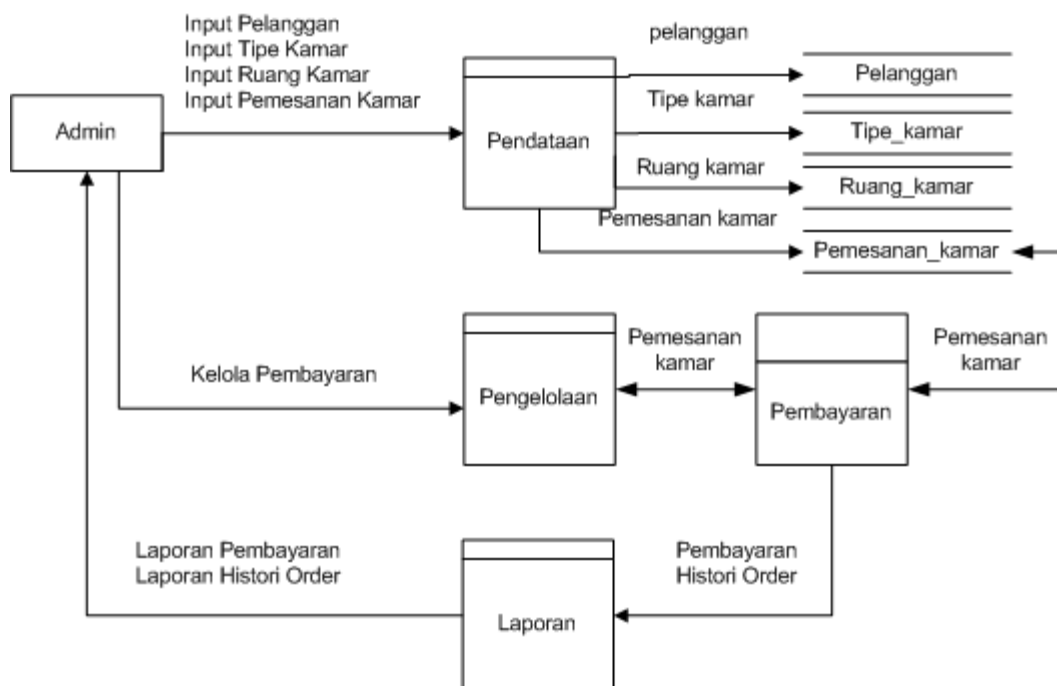 Input Pelanggan
Input Tipe Kamar
Input Ruang Kamar
Input Pemesanan Kamar
Admin
Pendataan
pelanggan
Pelanggan
Tipe kamar
Tipe_kamar
Ruang kamar
Ruang_kamar
Pemesanan kamar
Pemesanan_kamar
Kelola Pembayaran
Pengelolaan
Pemesanan
kamar
Pembayaran
Pemesanan
kamar
Laporan Pembayaran
Laporan Histori Order
Laporan
Pembayaran
Histori Order